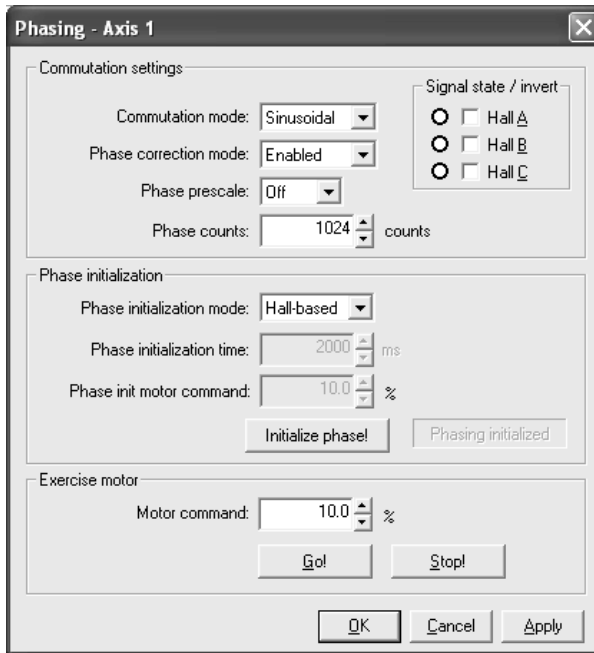 Phasing - Axis 1
Commutation settings
Signal state / invert
Commutation mode: Sinusoidal
Hall A
Phase correction mode: Enabled
Hall B
Hall C
Phase prescale: Off
Phase counts: 1024 counts
Phase initialization
Phase initialization mode: Hall-based
Phase initialization time: 2000 ms
Phase init motor command: 10.0 %
Initialize phase! Phasing initialized
Exercise motor
Motor command: 10.0 %
Go! Stop!
OK Cancel Apply